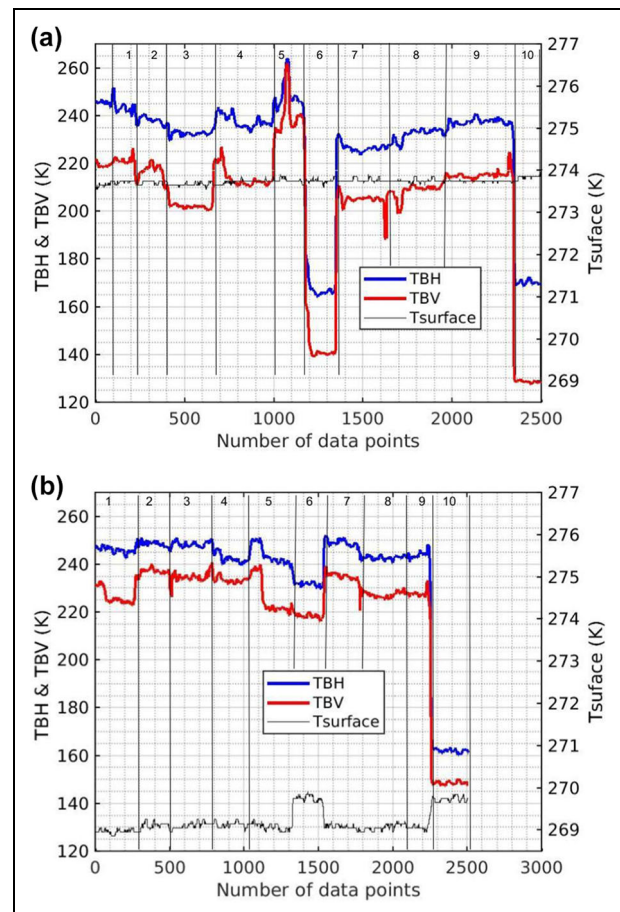 (a)
1 2 3 4 5 6 7 8 9 10
260
240
220
200
180
160
140
120
TBH & TBV (K)
277
276
275
274
273
272
271
270
269
Tsuface (K)
TBH
TBV
Tsurface
0 500 1000 1500 2000 2500
Number of data points
(b)
1 2 3 4 5 6 7 8 9 10
260
240
220
200
180
160
140
120
TBH & TBV (K)
277
276
275
274
273
272
271
270
269
Tsuface (K)
TBH
TBV
Tsurface
0 500 1000 1500 2000 2500 3000
Number of data points